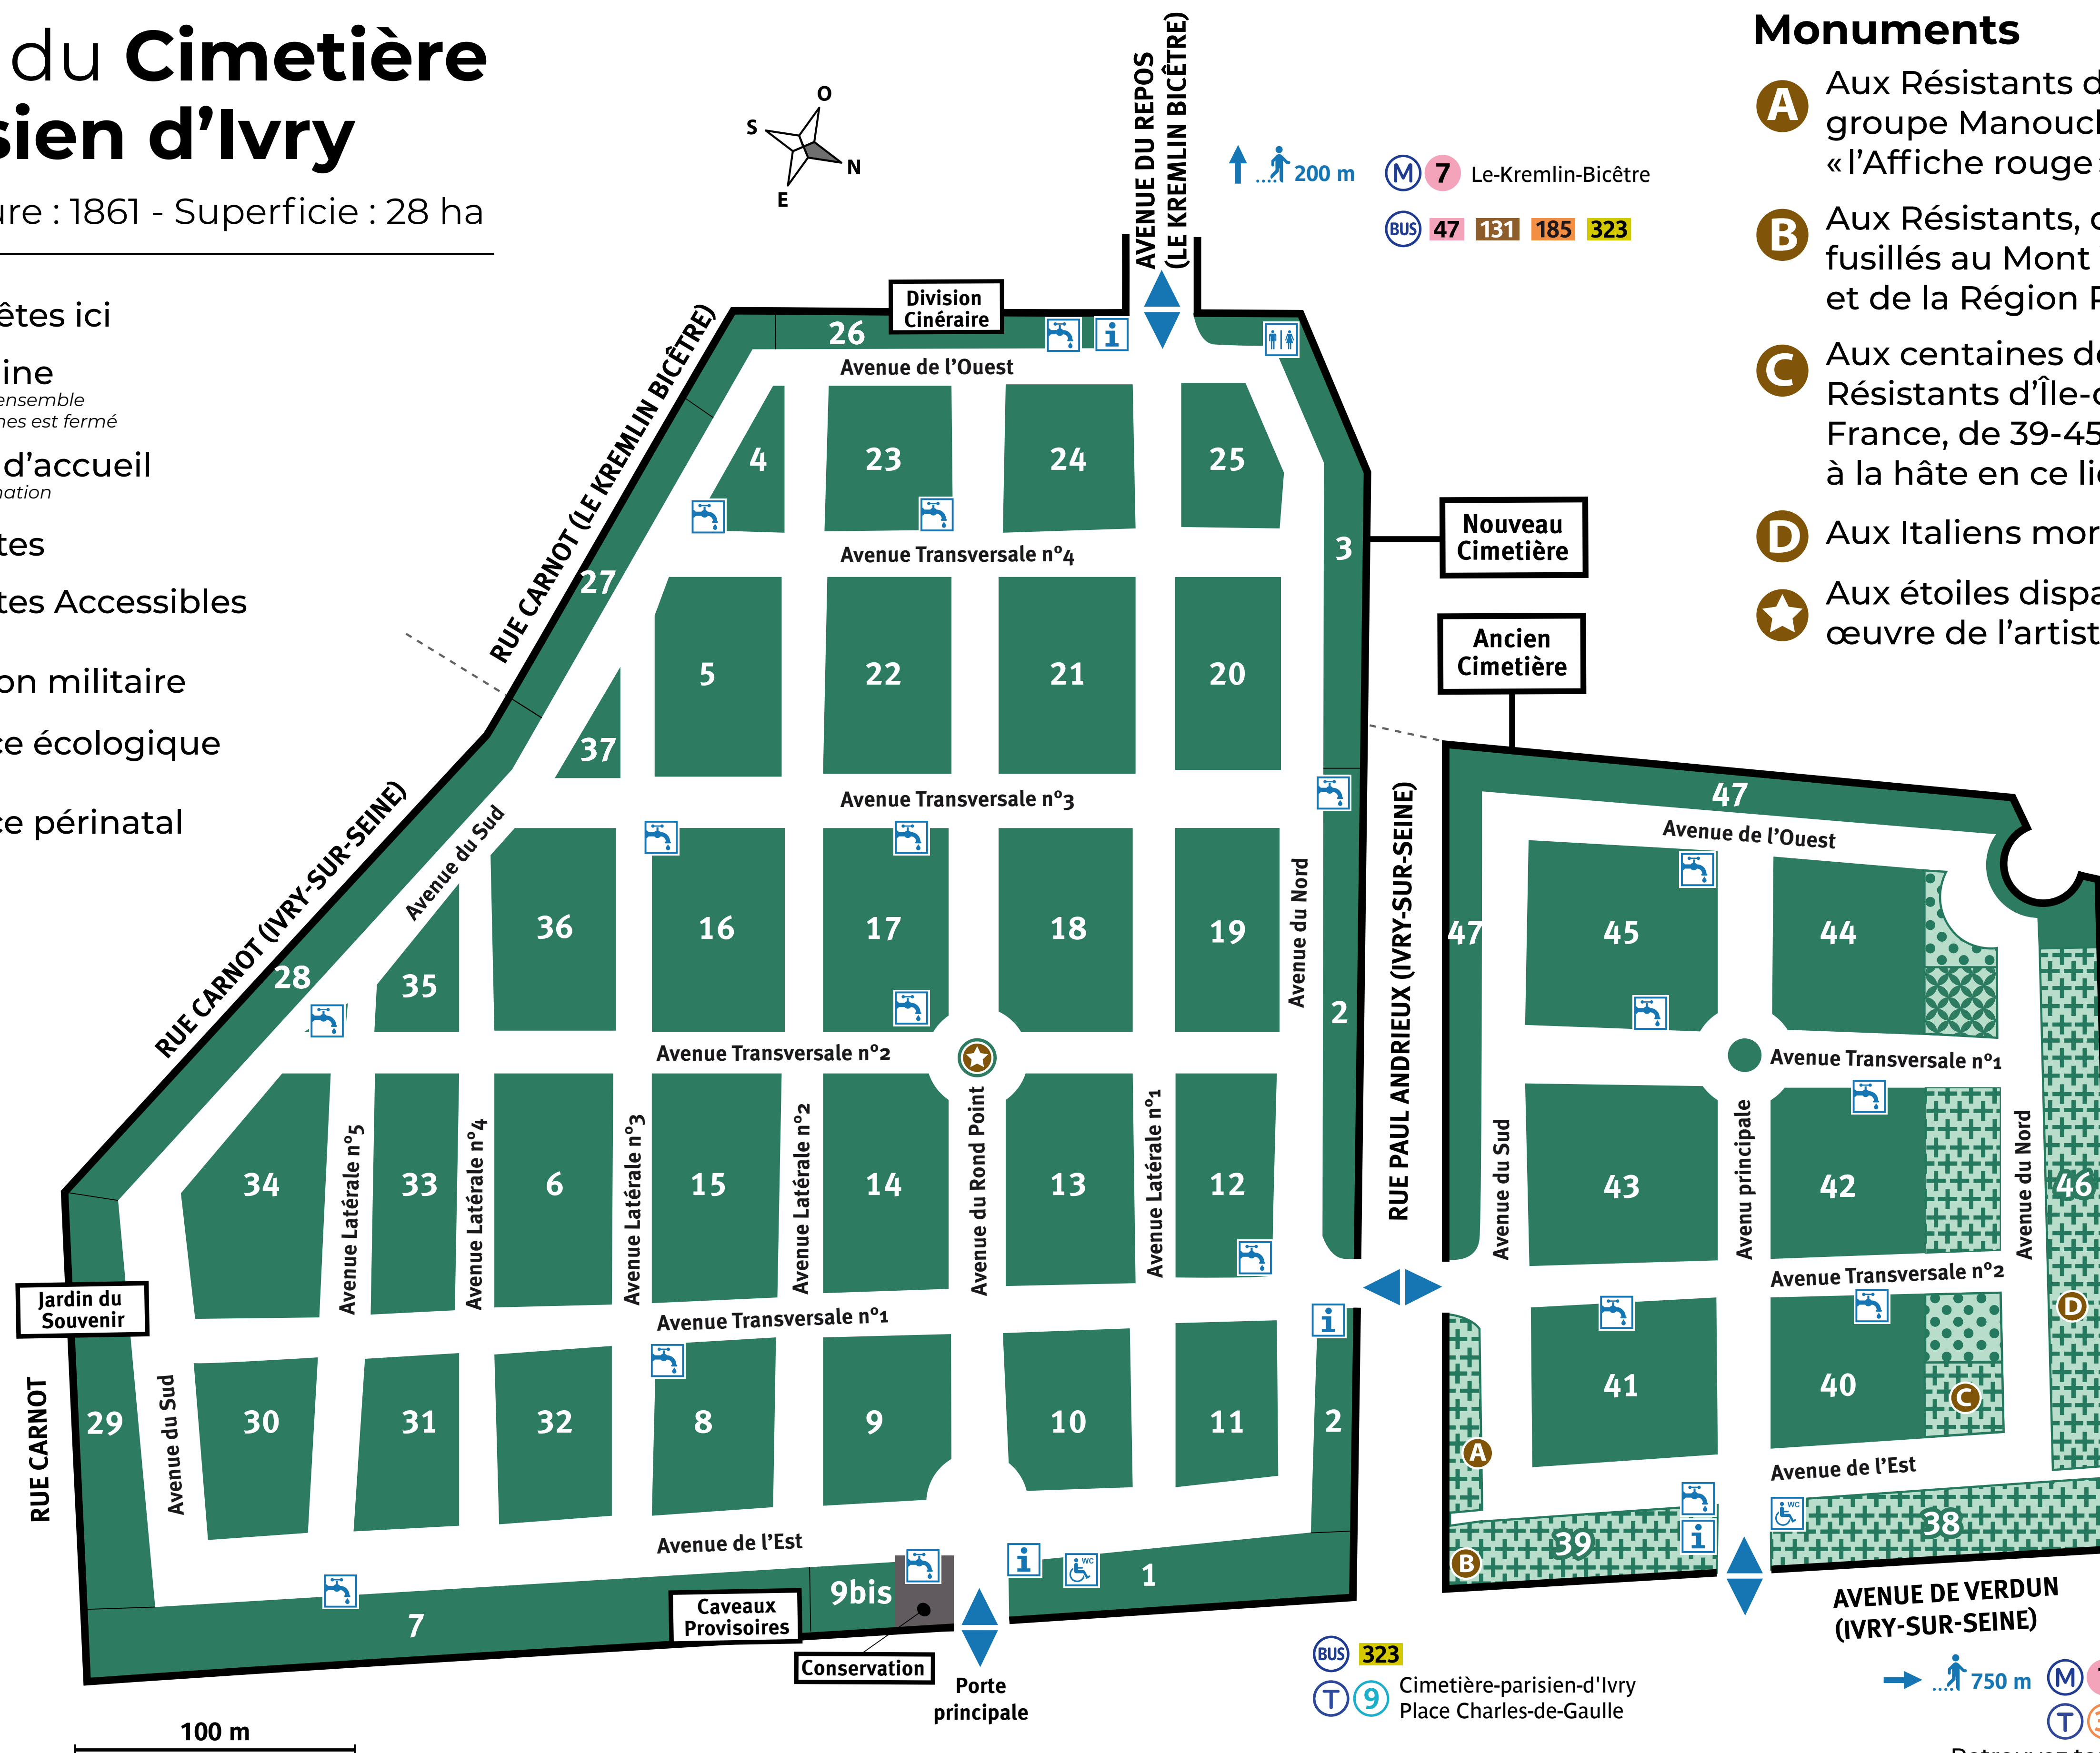 du Cimetière
sien d'Ivry
ure : 1861 - Superficie : 28 ha
êtes ici
ine
ensemble
nes est fermé
d'accueil
mation
tes
tes Accessibles
on militaire
ce écologique
ce périnatal
O
S
N
E
AVENUE DU REPOS
(LE KREMLIN BICÊTRE)
200 m
M 7 Le-Kremlin-Bicêtre
BUS 47 131 185 323
Monuments
A Aux Résistants d
groupe Manouch
«l'Affiche rouge»
B Aux Résistants,
fusillés au Mont
et de la Région P
C Aux centaines de
Résistants d'Île-d
France, de 39-45
à la hâte en ce lie
D Aux Italiens mor
Aux étoiles dispa
œuvre de l'artist
Division
Cinéraire
26
i
Avenue de l'Ouest
RUE CARNOT (LE KREMLIN BICÊTRE)
4
23
24
25
3
Nouveau
Cimetière
Avenue Transversale n°4
27
Ancien
Cimetière
5
22
21
20
37
Avenue Transversale n°3
47
Avenue de l'Ouest
RUE CARNOT (IVRY-SUR-SEINE)
Avenue du Sud
28
35
36
16
17
18
19
Avenue du Nord
2
RUE PAUL ANDRIEUX (IVRY-SUR-SEINE)
47
45
44
Avenue Transversale n°2
Avenue Transversale n°1
34
Avenue Latérale n°5
33
Avenue Latérale n°4
6
Avenue Latérale n°3
15
Avenue Latérale n°2
14
Avenue du Rond Point
13
Avenue Latérale n°1
12
Avenue du Sud
43
Avenu principale
42
Avenue du Nord
46
Avenue Transversale n°2
Jardin du
Souvenir
Avenue Transversale n°1
i
D
RUE CARNOT
29
Avenue du Sud
30
31
32
8
9
10
11
2
A
41
40
C
Avenue de l'Est
Avenue de l'Est
B
39
i
WC
38
7
Caveaux
Provisoires
9bis
i
WC
1
Conservation
Porte
principale
AVENUE DE VERDUN
(IVRY-SUR-SEINE)
BUS 323
T 9 Cimetière-parisien-d'Ivry
Place Charles-de-Gaulle
750 m M
T
100 m